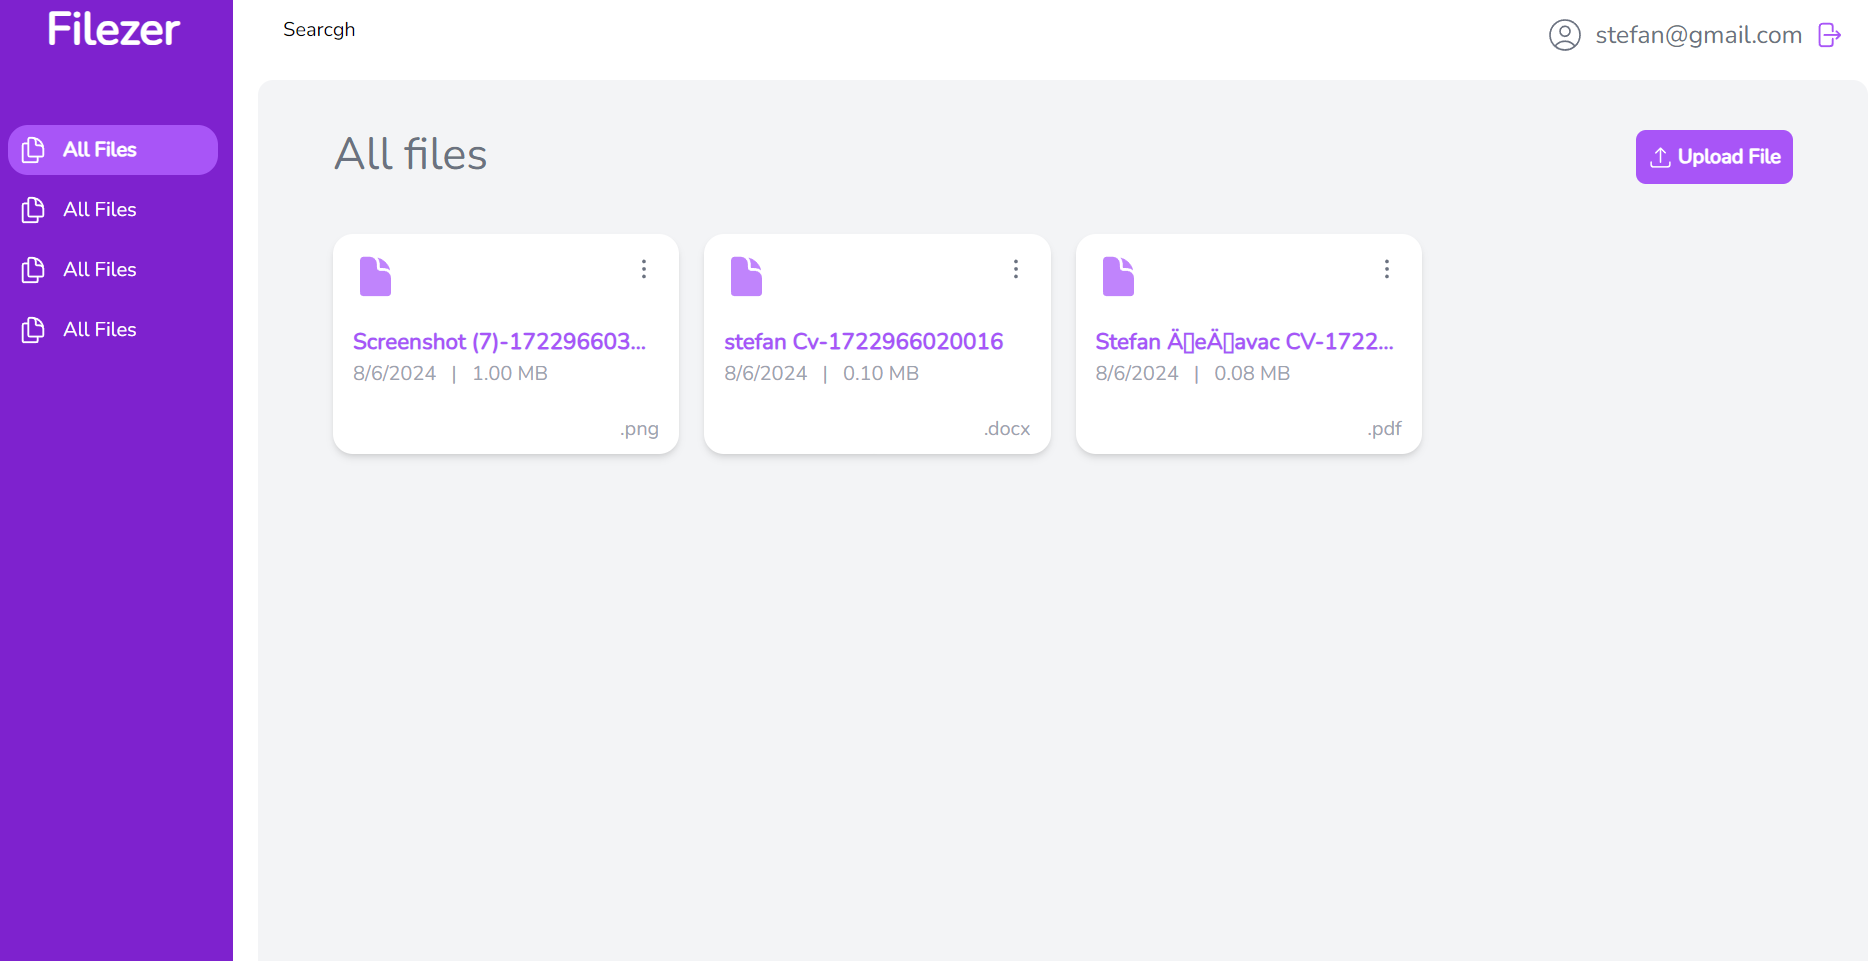 Filezer
Searcgh
stefan@gmail.com
All Files
All Files
All Files
All Files
All files
Upload File
Screenshot (7)-172296603...
8/6/2024 | 1.00 MB
.png
stefan Cv-1722966020016
8/6/2024 | 0.10 MB
.docx
Stefan Ä▯eÄ▯avac CV-1722...
8/6/2024 | 0.08 MB
.pdf